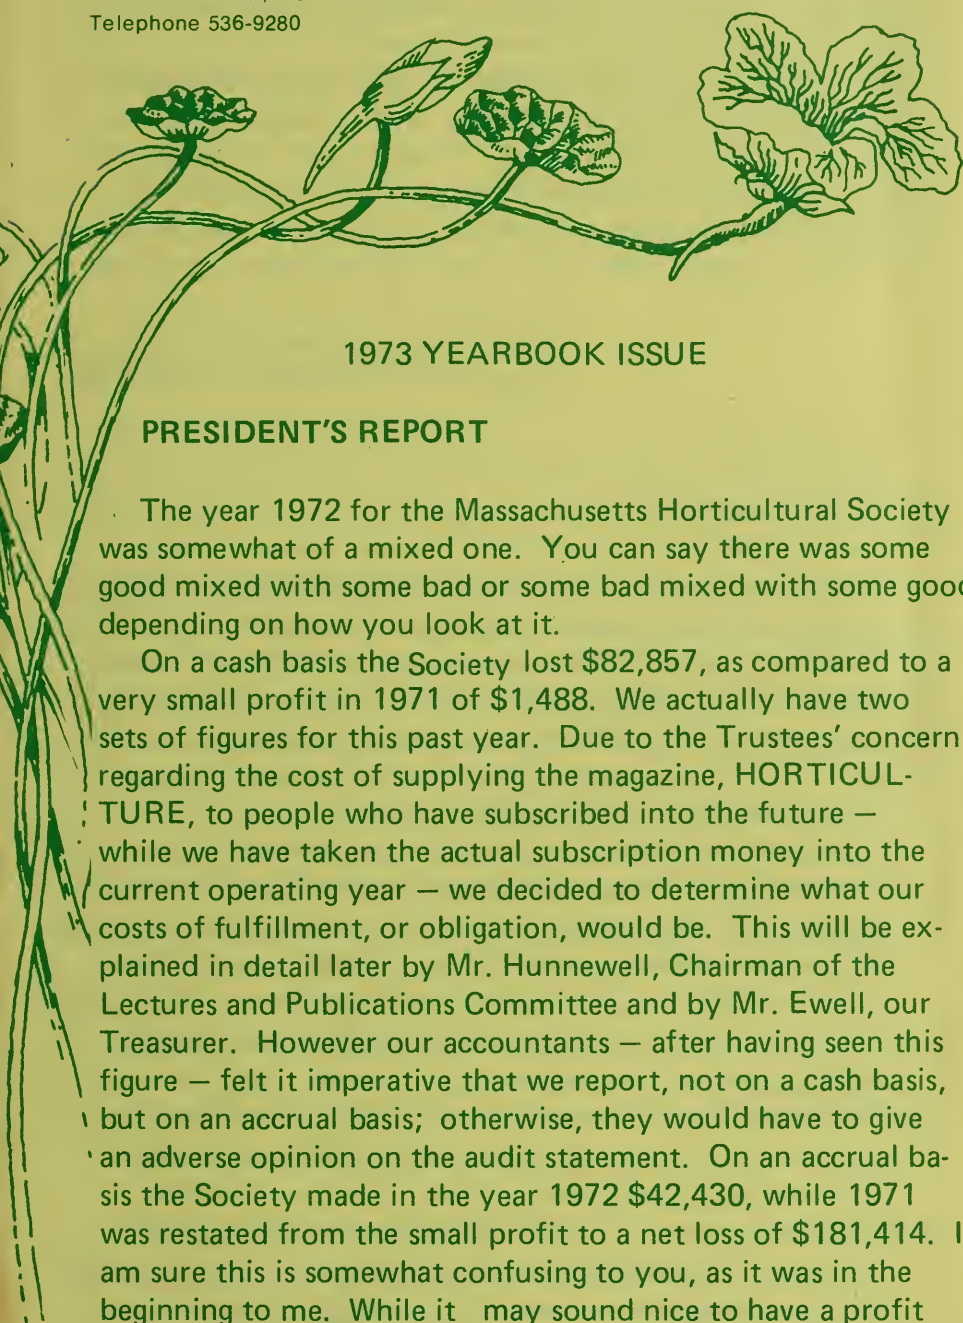 Telephone 536-9280
1973 YEARBOOK ISSUE
PRESIDENT'S REPORT
The year 1972 for the Massachusetts Horticultural Society
was somewhat of a mixed one. You can say there was some
good mixed with some bad or some bad mixed with some good
depending on how you look at it.
On a cash basis the Society lost $82,857, as compared to a
very small profit in 1971 of $1,488. We actually have two
sets of figures for this past year. Due to the Trustees' concern
regarding the cost of supplying the magazine, HORTICUL-
TURE, to people who have subscribed into the future —
while we have taken the actual subscription money into the
current operating year — we decided to determine what our
costs of fulfillment, or obligation, would be. This will be ex-
plained in detail later by Mr. Hunnewell, Chairman of the
Lectures and Publications Committee and by Mr. Ewell, our
Treasurer. However our accountants — after having seen this
figure — felt it imperative that we report, not on a cash basis,
but on an accrual basis; otherwise, they would have to give
an adverse opinion on the audit statement. On an accrual ba-
sis the Society made in the year 1972 $42,430, while 1971
was restated from the small profit to a net loss of $181,414. I
am sure this is somewhat confusing to you, as it was in the
beginning to me. While it may sound nice to have a profit